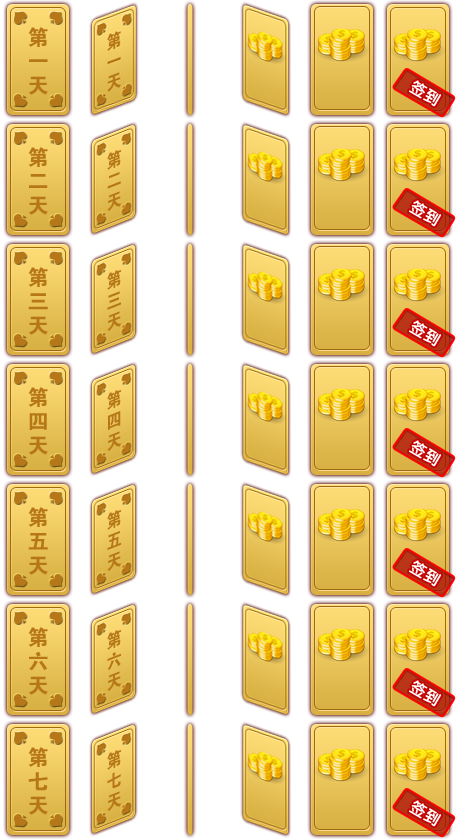 第一天 第一天 签到
第二天 第二天 签到
第三天 第三天 签到
第四天 第四天 签到
第五天 第五天 签到
第六天 第六天 签到
第七天 第七天 签到